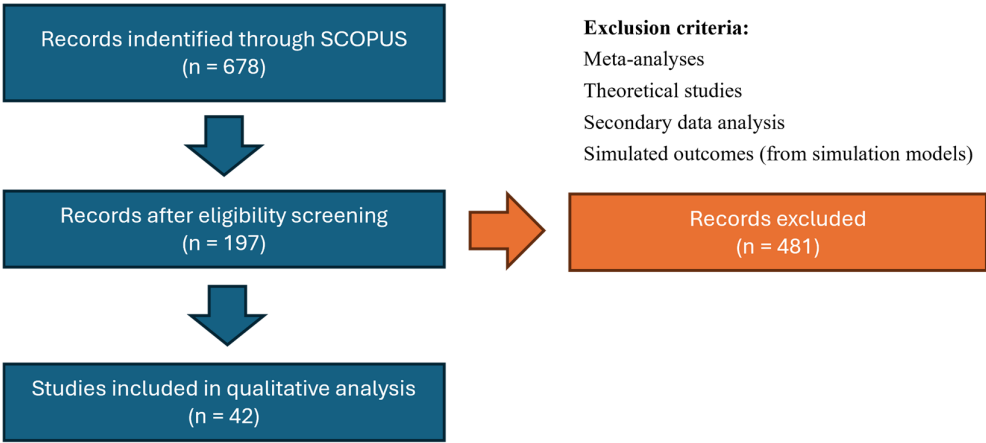 Records indentified through SCOPUS
(n = 678)
Exclusion criteria:
Meta-analyses
Theoretical studies
Secondary data analysis
Simulated outcomes (from simulation models)
Records after eligibility screening
(n = 197)
Records excluded
(n = 481)
Studies included in qualitative analysis
(n = 42)